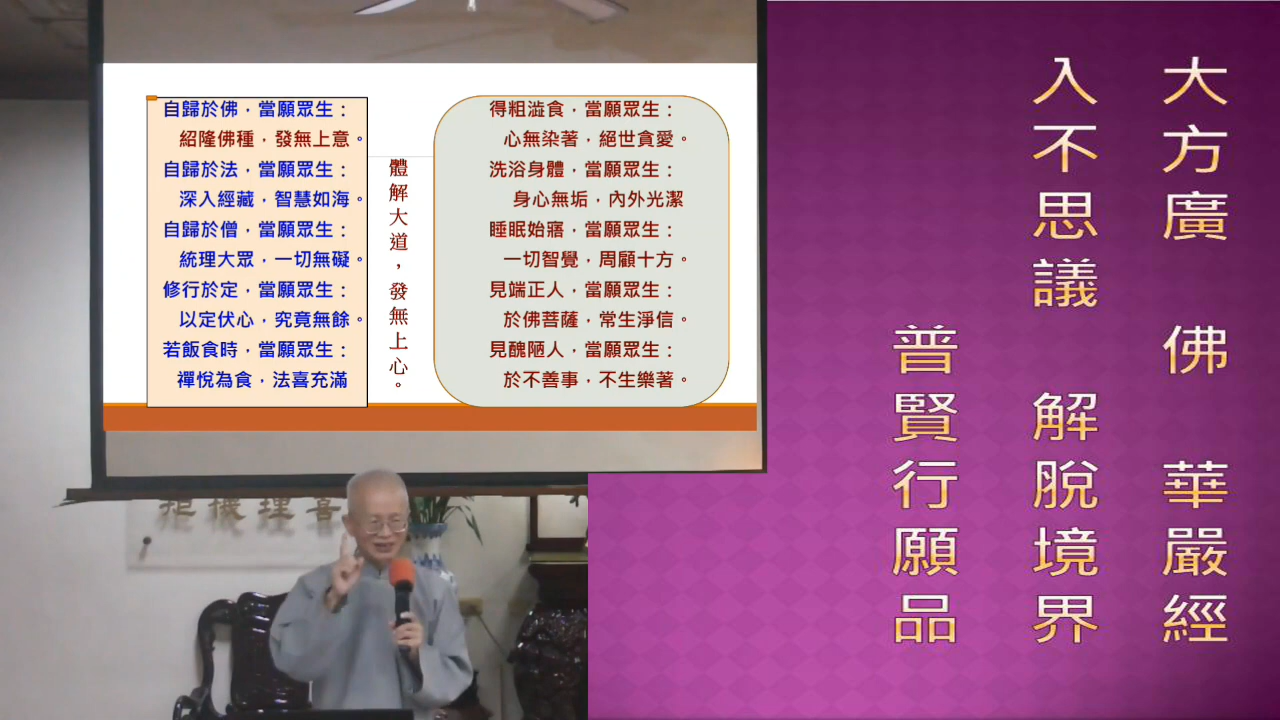 自歸於佛，當願眾生：
紹隆佛種，發無上意。
自歸於法，當願眾生：
深入經藏，智慧如海。
自歸於僧，當願眾生：
統理大眾，一切無礙。
修行於定，當願眾生：
以定伏心，究竟無餘。
若飯食時，當願眾生：
禪悅為食，法喜充滿
體解大道，發無上心。
得粗澁食，當願眾生：
心無染著，絕世貪愛。
洗浴身體，當願眾生：
身心無垢，內外光潔
睡眠始寤，當願眾生：
一切智覺，周顧十方。
見端正人，當願眾生：
於佛菩薩，常生淨信。
見醜陋人，當願眾生：
於不善事，不生樂著。
大方廣 佛 華嚴經
入不思議 解脫境界
普賢行願品
機理喜